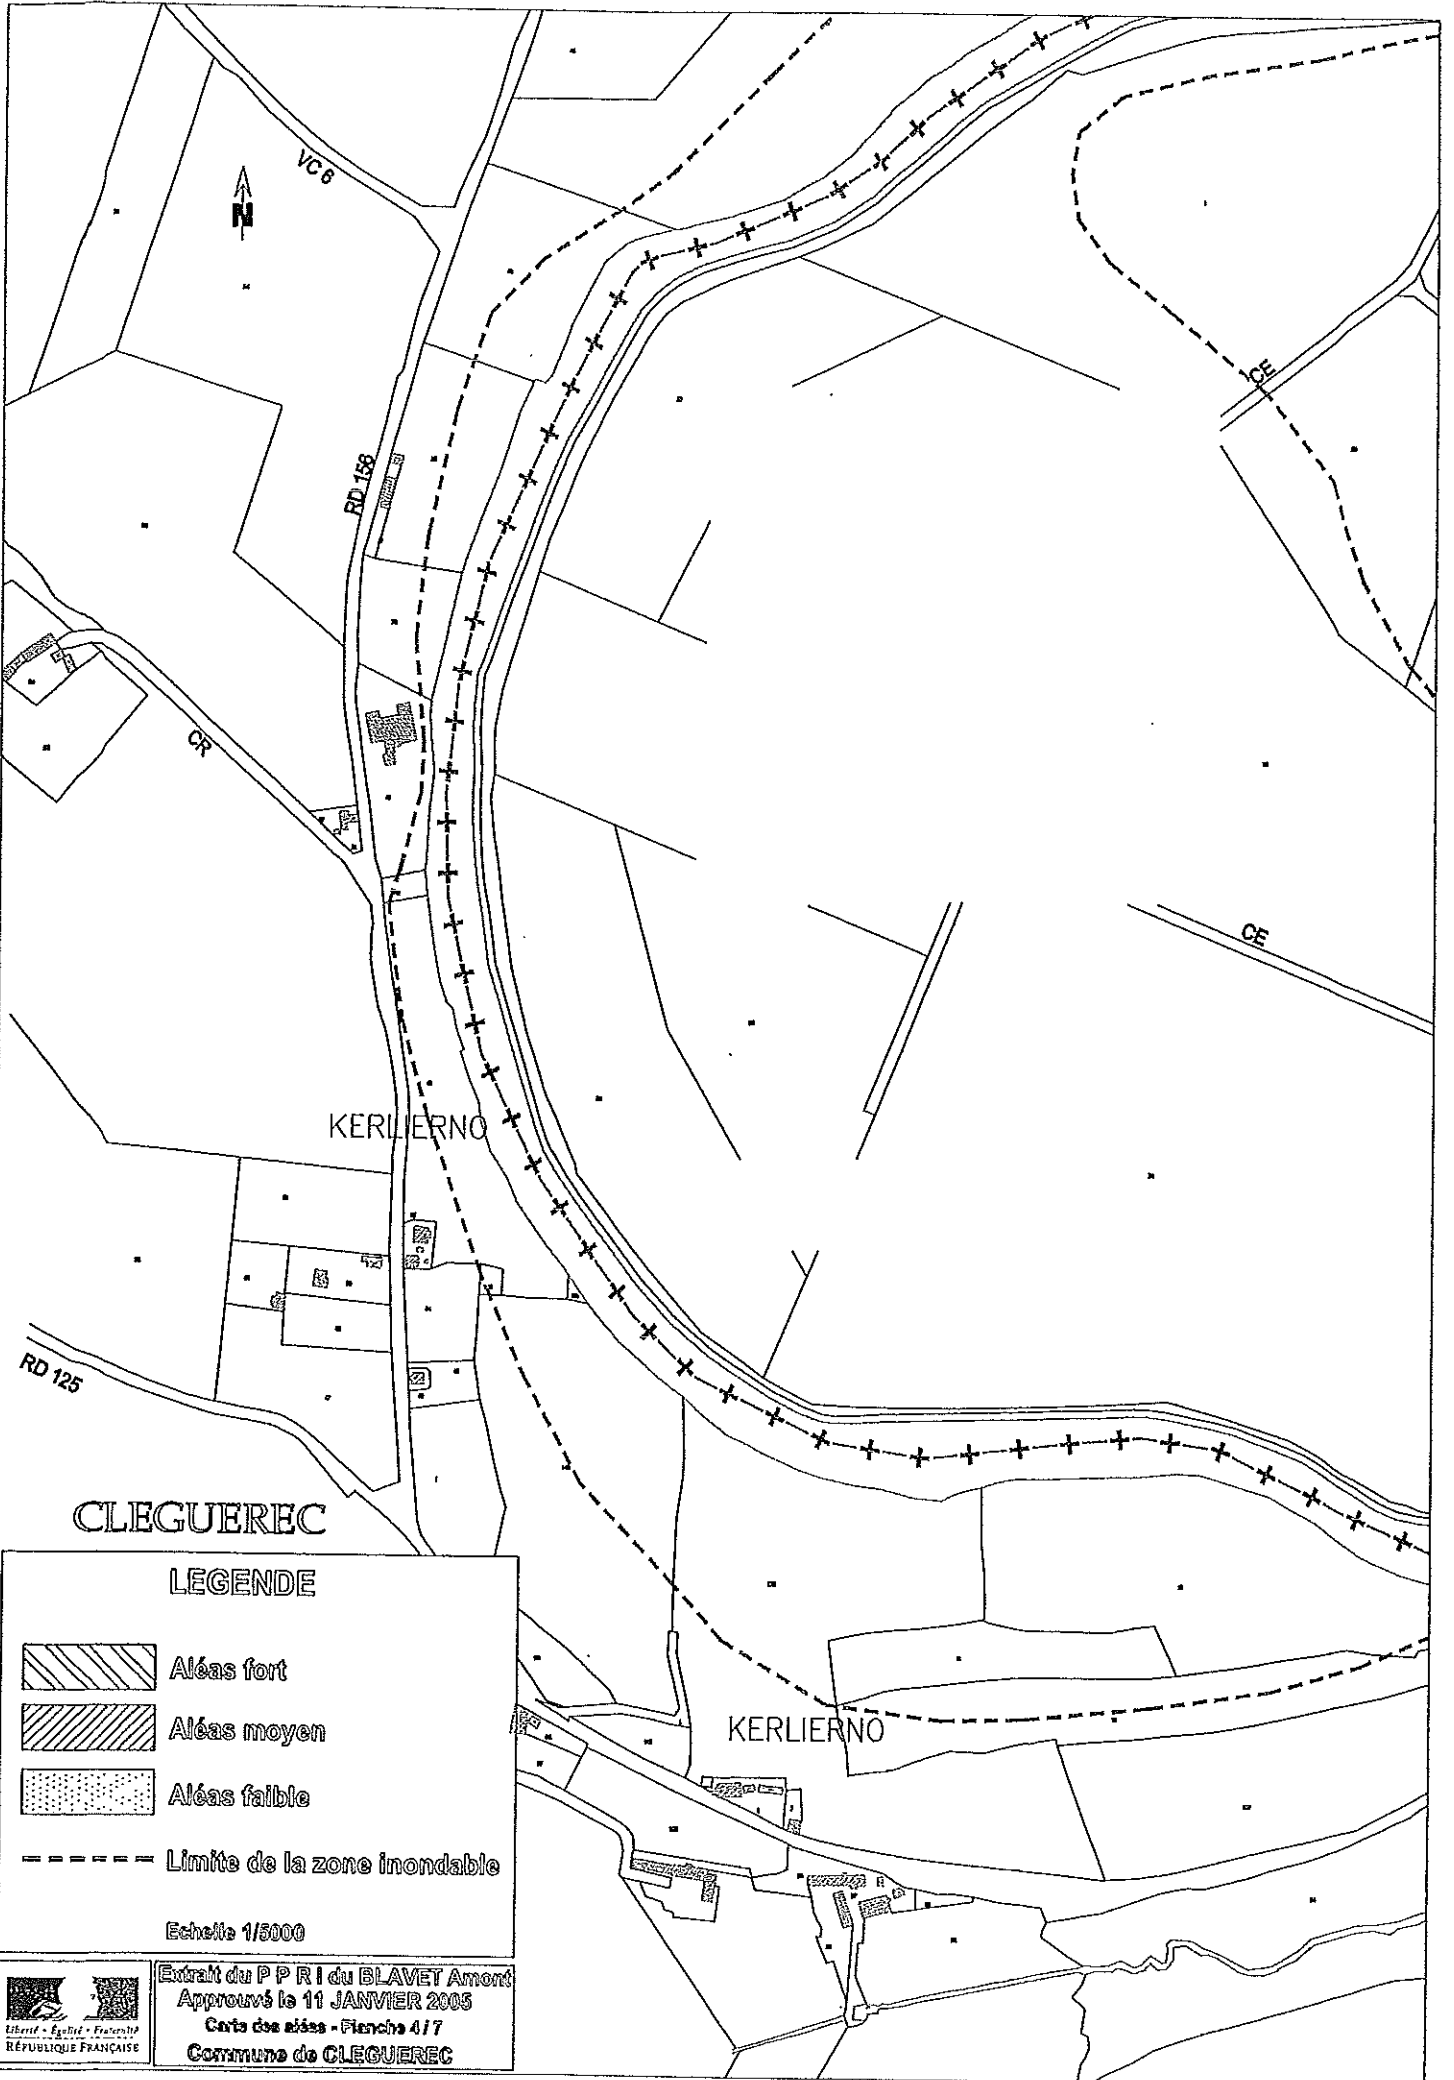 VC 6
N
CE
RD 156
CR
CE
KERLIERNO
RD 125
CLEGUEREC
LEGENDE
Aléas fort
Aléas moyen
KERLIERNO
Aléas faible
Limite de la zone inondable
Echelle 1/5000
Extrait du P P R I du BLAVET Amont
Approuvé le 11 JANVIER 2005
Carte des aléas - Planche 4 / 7
Commune de CLEGUEREC
Liberté • Égalité • Fraternité
RÉPUBLIQUE FRANÇAISE